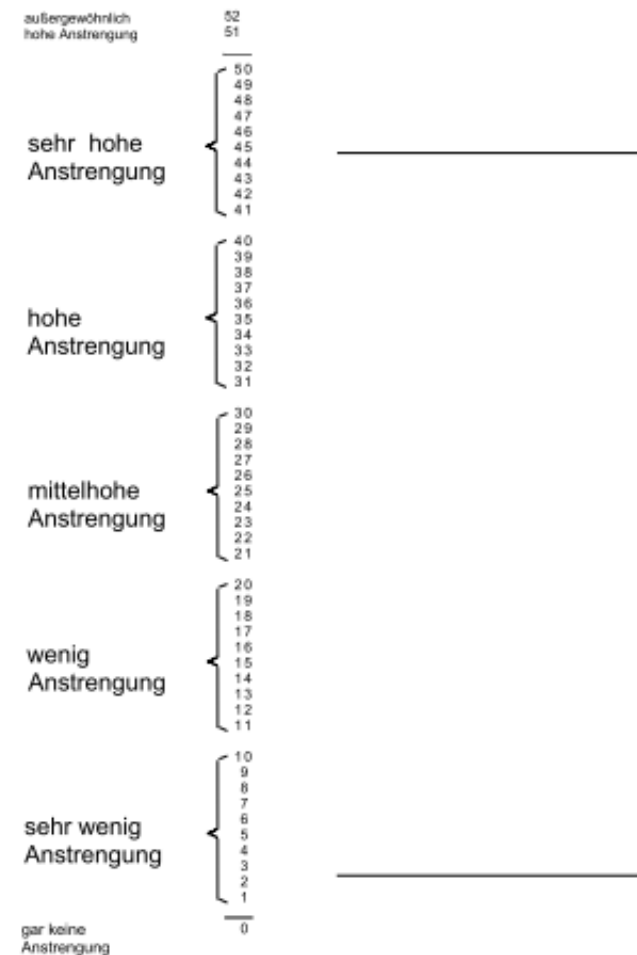 außergewöhnlich 52
hohe Anstrengung 51
50
49
48
47
46
sehr hohe 45
Anstrengung 44
43
42
41
40
39
38
37
36
hohe 35
Anstrengung 34
33
32
31
30
29
28
27
26
mittelhohe 25
Anstrengung 24
23
22
21
20
19
18
17
16
wenig 15
Anstrengung 14
13
12
11
10
9
8
7
6
sehr wenig 5
Anstrengung 4
3
2
1
gar keine 0
Anstrengung